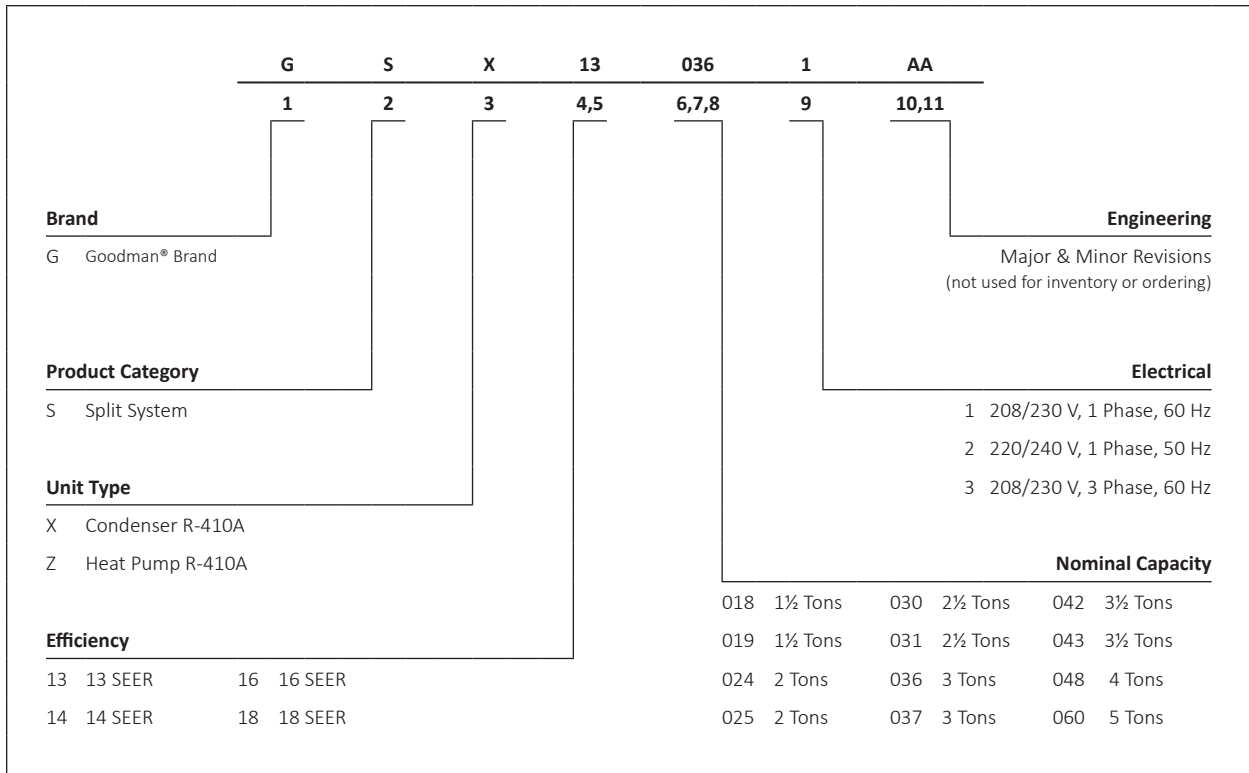 G S X 13 036 1 AA
1 2 3 4,5 6,7,8 9 10,11
Brand
G Goodman® Brand
Engineering
Major & Minor Revisions
(not used for inventory or ordering)
Product Category
S Split System
Electrical
1 208/230 V, 1 Phase, 60 Hz
2 220/240 V, 1 Phase, 50 Hz
3 208/230 V, 3 Phase, 60 Hz
Unit Type
X Condenser R-410A
Z Heat Pump R-410A
Nominal Capacity
018 1½ Tons 030 2½ Tons 042 3½ Tons
019 1½ Tons 031 2½ Tons 043 3½ Tons
024 2 Tons 036 3 Tons 048 4 Tons
025 2 Tons 037 3 Tons 060 5 Tons
Efficiency
13 13 SEER 16 16 SEER
14 14 SEER 18 18 SEER